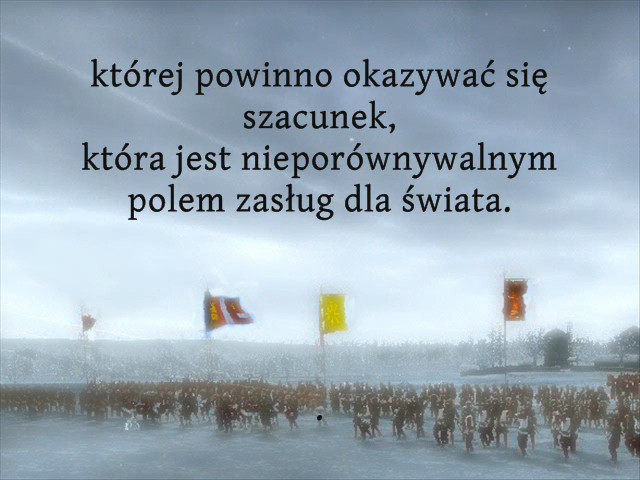 której powinno okazywać się
szacunek,
która jest nieporównywalnym
polem zasług dla świata.